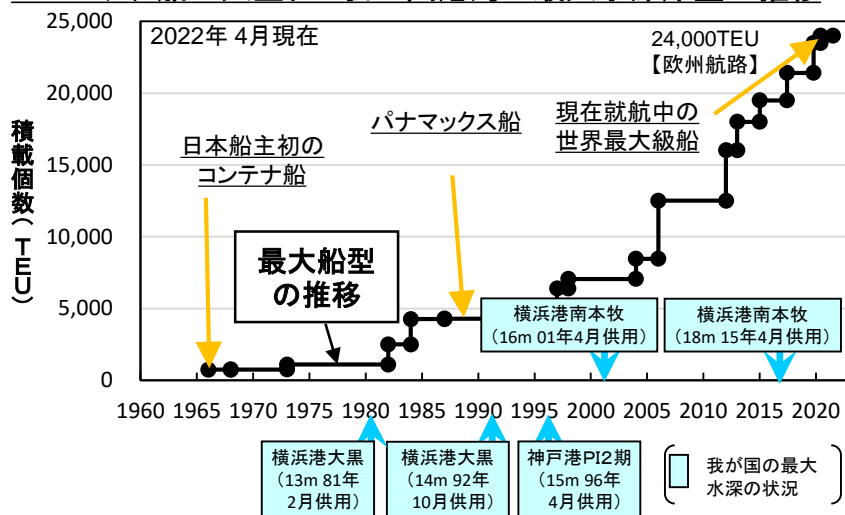 2022年 4月現在
25,000
20,000
15,000
10,000
5,000
0
積載個数(TEU)
24,000TEU
【欧州航路】
現在就航中の
世界最大級船
パナマックス船
日本船主初の
コンテナ船
最大船型
の推移
横浜港南本牧
(16m 01年4月供用)
横浜港南本牧
(18m 15年4月供用)
1960 1965 1970 1975 1980 1985 1990 1995 2000 2005 2010 2015 2020
横浜港大黒
(13m 81年
2月供用)
横浜港大黒
(14m 92年
10月供用)
神戸港PI2期
(15m 96年
4月供用)
我が国の最大
水深の状況